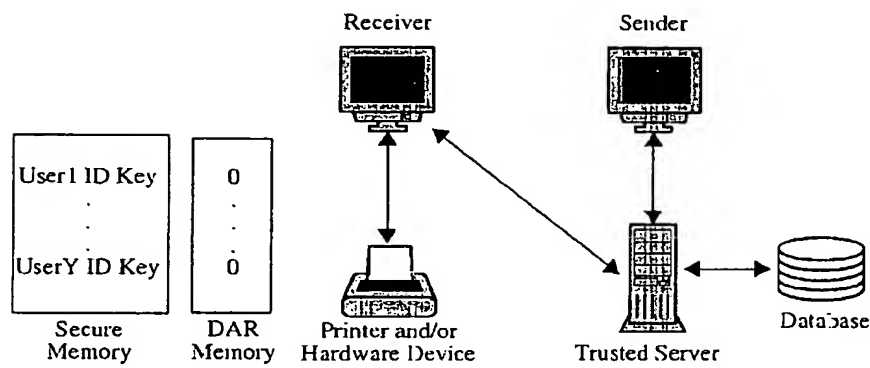 Receiver
Sender
User1 ID Key
.
.
.
UserY ID Key
0
.
.
.
0
Secure
Memory
DAR
Memory
Printer and/or
Hardware Device
Trusted Server
Database